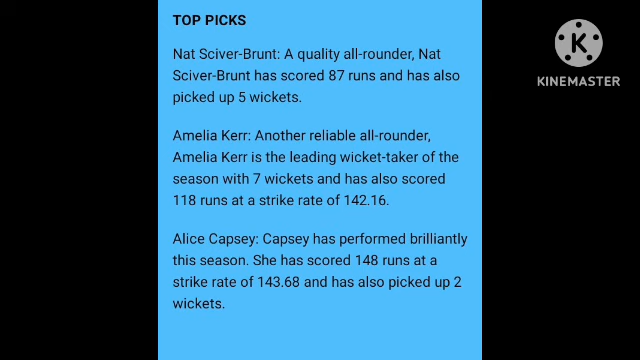 TOP PICKS
Nat Sciver-Brunt: A quality all-rounder, Nat
Sciver-Brunt has scored 87 runs and has also
picked up 5 wickets.
Amelia Kerr: Another reliable all-rounder,
Amelia Kerr is the leading wicket-taker of the
season with 7 wickets and has also scored
118 runs at a strike rate of 142.16.
Alice Capsey: Capsey has performed brilliantly
this season. She has scored 148 runs at a
strike rate of 143.68 and has also picked up 2
wickets.
K
KINEMASTER